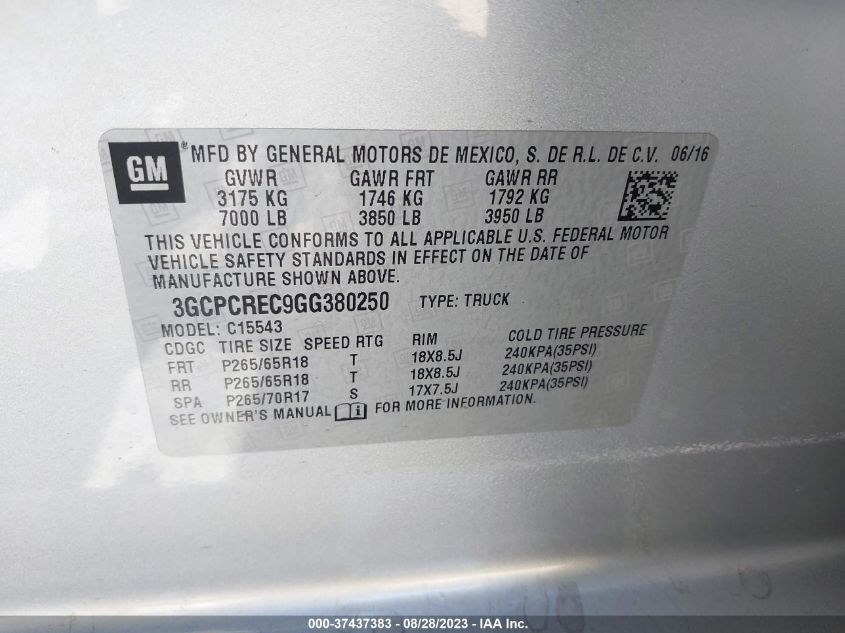 GM ® MFD BY GENERAL MOTORS DE MEXICO, S. DE R.L. DE C.V. 06/16
GVWR GAWR FRT GAWR RR
3175 KG 1746 KG 1792 KG
7000 LB 3850 LB 3950 LB
THIS VEHICLE CONFORMS TO ALL APPLICABLE U.S. FEDERAL MOTOR
VEHICLE SAFETY STANDARDS IN EFFECT ON THE DATE OF
MANUFACTURE SHOWN ABOVE.
3GCPCREC9GG380250 TYPE: TRUCK
MODEL: C15543
CDGC TIRE SIZE SPEED RTG RIM COLD TIRE PRESSURE
FRT P265/65R18 T 18X8.5J 240KPA(35PSI)
RR P265/65R18 T 18X8.5J 240KPA(35PSI)
SPA P265/70R17 S 17X7.5J 240KPA(35PSI)
SEE OWNER'S MANUAL FOR MORE INFORMATION.
000-37437383 - 08/28/2023 - IAA Inc.